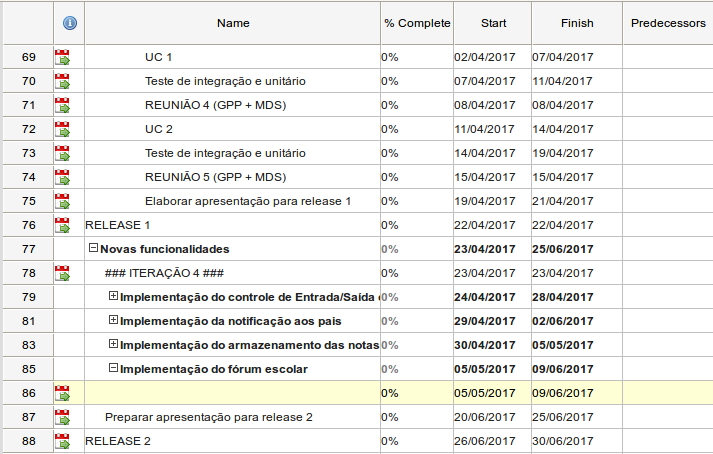 Name % Complete Start Finish Predecessors
69 UC 1 0% 02/04/2017 07/04/2017
70 Teste de integração e unitário 0% 07/04/2017 11/04/2017
71 REUNIÃO 4 (GPP + MDS) 0% 08/04/2017 08/04/2017
72 UC 2 0% 11/04/2017 14/04/2017
73 Teste de integração e unitário 0% 14/04/2017 19/04/2017
74 REUNIÃO 5 (GPP + MDS) 0% 15/04/2017 15/04/2017
75 Elaborar apresentação para release 1 0% 19/04/2017 21/04/2017
76 RELEASE 1 0% 22/04/2017 22/04/2017
77 Novas funcionalidades 0% 23/04/2017 25/06/2017
78 ### ITERAÇÃO 4 ### 0% 23/04/2017 23/04/2017
79 Implementação do controle de Entrada/Saída 0% 24/04/2017 28/04/2017
81 Implementação da notificação aos pais 0% 29/04/2017 02/06/2017
83 Implementação do armazenamento das notas 0% 30/04/2017 05/05/2017
85 Implementação do fórum escolar 0% 05/05/2017 09/06/2017
86 0% 05/05/2017 09/06/2017
87 Preparar apresentação para release 2 0% 20/06/2017 25/06/2017
88 RELEASE 2 0% 26/06/2017 30/06/2017